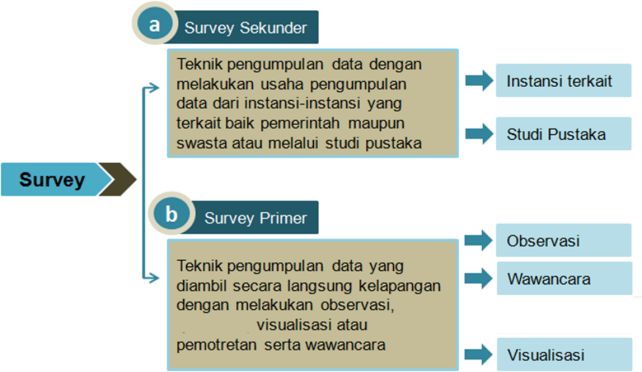 a
Survey Sekunder
Teknik pengumpulan data dengan
melakukan usaha pengumpulan
data dari instansi-instansi yang
terkait baik pemerintah maupun
swasta atau melalui studi pustaka
Instansi terkait
Studi Pustaka
Survey
b
Survey Primer
Teknik pengumpulan data yang
diambil secara langsung kelapangan
dengan melakukan observasi,
visualisasi atau
pemotretan serta wawancara
Observasi
Wawancara
Visualisasi